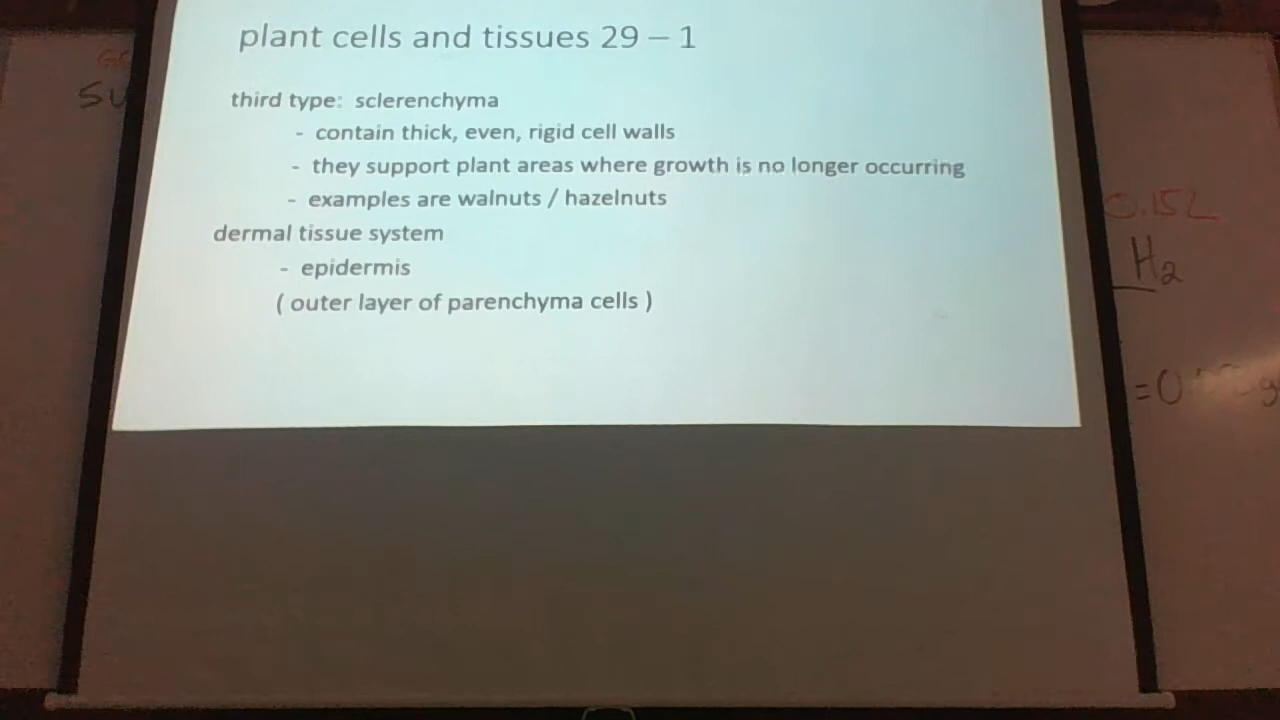 plant cells and tissues 29 – 1
third type: sclerenchyma
- contain thick, even, rigid cell walls
- they support plant areas where growth is no longer occurring
- examples are walnuts / hazelnuts
dermal tissue system
- epidermis
( outer layer of parenchyma cells )
0.152
H2